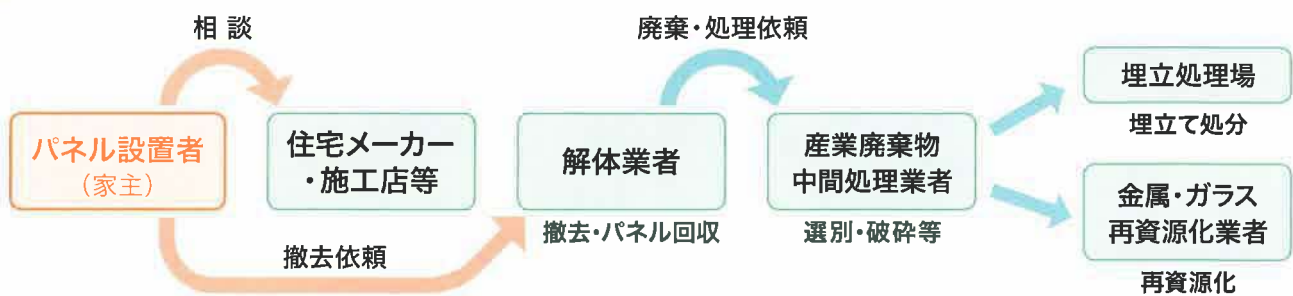 相談
廃棄・処理依頼
パネル設置者
（家主）
住宅メーカー
・施工店等
解体業者
撤去・パネル回収
産業廃棄物
中間処理業者
選別・破砕等
埋立処理場
埋立て処分
金属・ガラス
再資源化業者
再資源化
撤去依頼